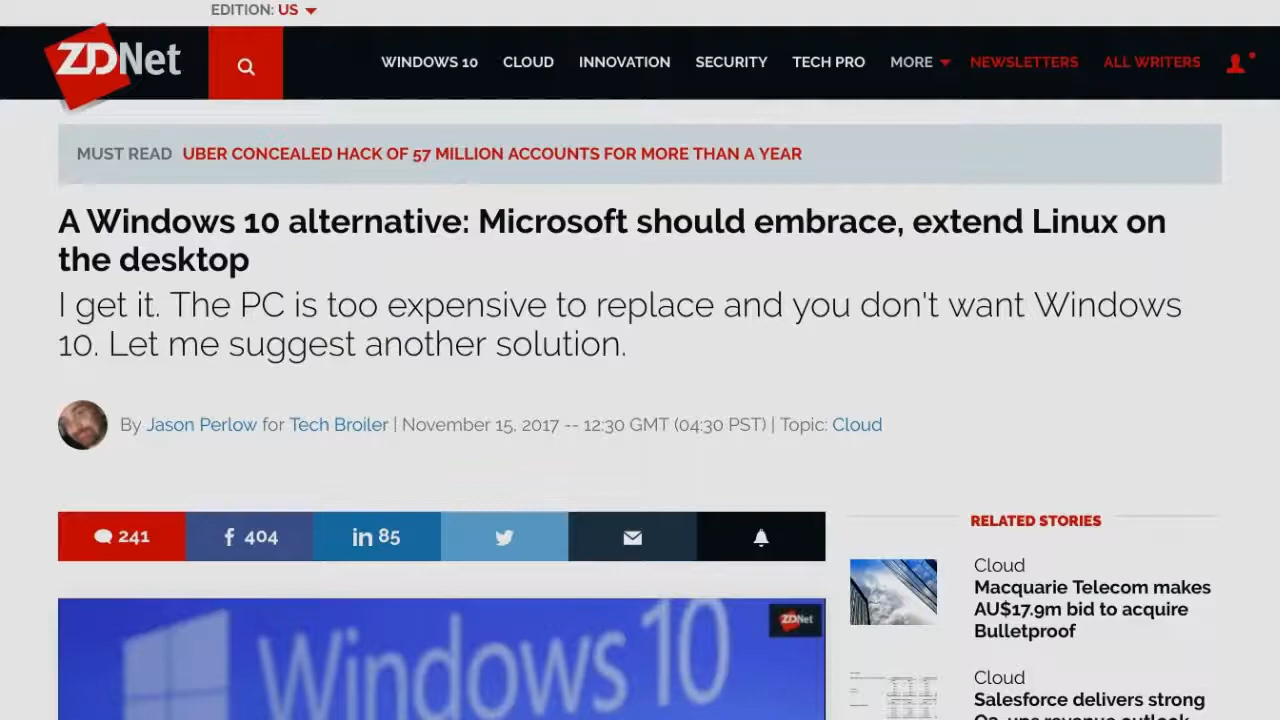 EDITION: US
ZDNet
WINDOWS 10 CLOUD INNOVATION SECURITY TECH PRO MORE NEWSLETTERS ALL WRITERS
MUST READ UBER CONCEALED HACK OF 57 MILLION ACCOUNTS FOR MORE THAN A YEAR
A Windows 10 alternative: Microsoft should embrace, extend Linux on
the desktop
I get it. The PC is too expensive to replace and you don't want Windows
10. Let me suggest another solution.
By Jason Perlow for Tech Broiler | November 15, 2017 -- 12:30 GMT (04:30 PST) | Topic: Cloud
241 f 404 in 85
RELATED STORIES
Cloud
Macquarie Telecom makes
AU$17.9m bid to acquire
Bulletproof
Cloud
Salesforce delivers strong
Q3, ups revenue outlook
ZDNet
Windows 10